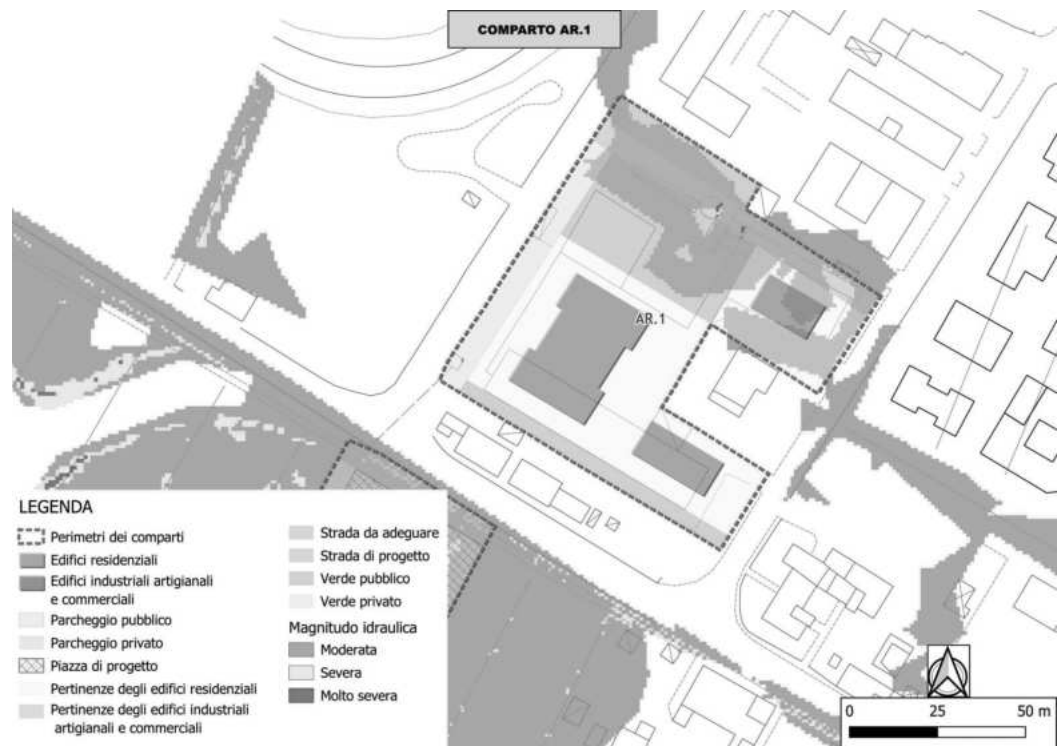 COMPARTO AR.1
AR.1
LEGENDA
Perimetri dei comparti
Edifici residenziali
Edifici industriali artigianali
e commerciali
Parcheggio pubblico
Parcheggio privato
Piazza di progetto
Pertinenze degli edifici residenziali
Pertinenze degli edifici industriali
artigianali e commerciali
Strada da adeguare
Strada di progetto
Verde pubblico
Verde privato
Magnitudo idraulica
Moderata
Severa
Molto severa
0 25 50 m